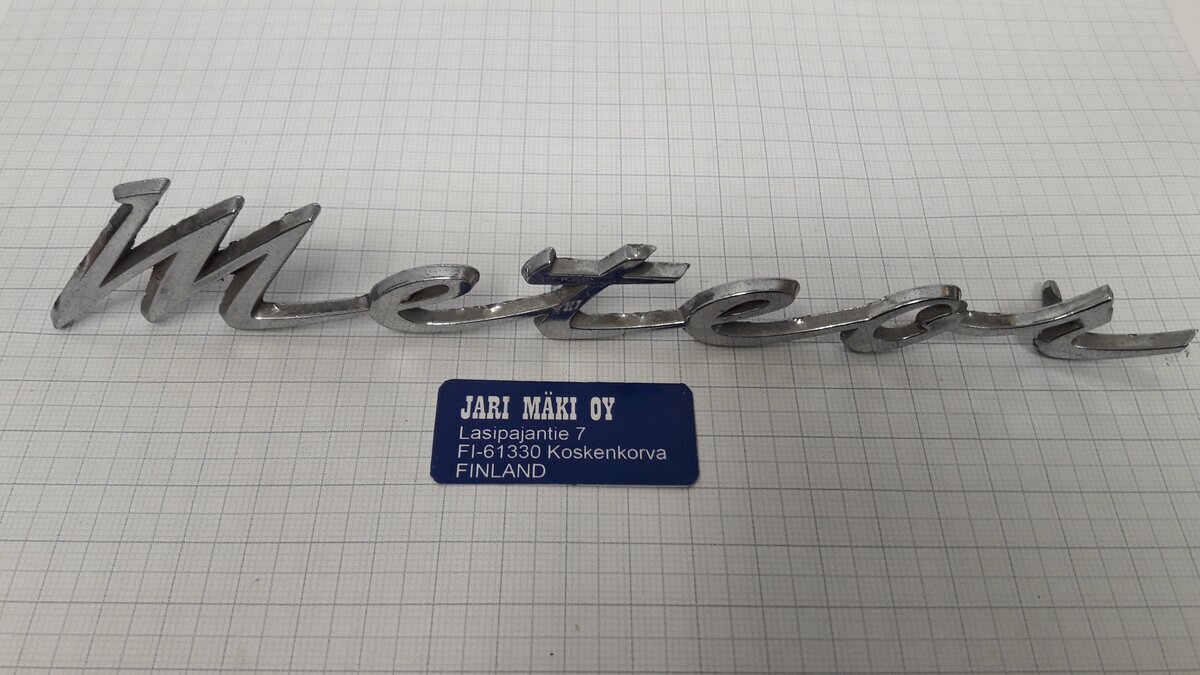 Meteor
JARI MÄKI OY
Lasipajantie 7
FI-61330 Koskenkorva
FINLAND